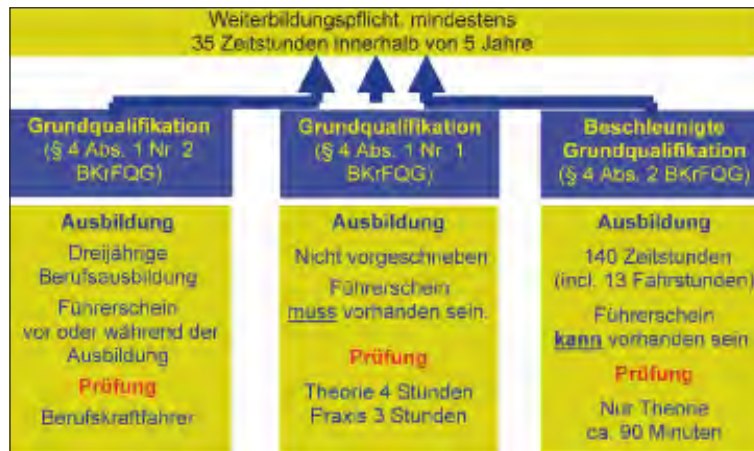 Weiterbildungspflicht, mindestens
35 Zeitstunden innerhalb von 5 Jahre
Grundqualifikation
(§ 4 Abs. 1 Nr. 2
BKrFQG)
Ausbildung
Dreijährige
Berufsausbildung
Führerschein
vor oder während der
Ausbildung
Prüfung
Berufskraftfahrer
Grundqualifikation
(§ 4 Abs. 1 Nr. 1
BKrFQG)
Ausbildung
Nicht vorgeschrieben
Führerschein
muss vorhanden sein.
Prüfung
Theorie 4 Stunden
Praxis 3 Stunden
Beschleunigte
Grundqualifikation
(§ 4 Abs. 2 BKrFQG)
Ausbildung
140 Zeitstunden
(incl. 13 Fahrstunden)
Führerschein
kann vorhanden sein
Prüfung
Nur Theorie
ca. 90 Minuten